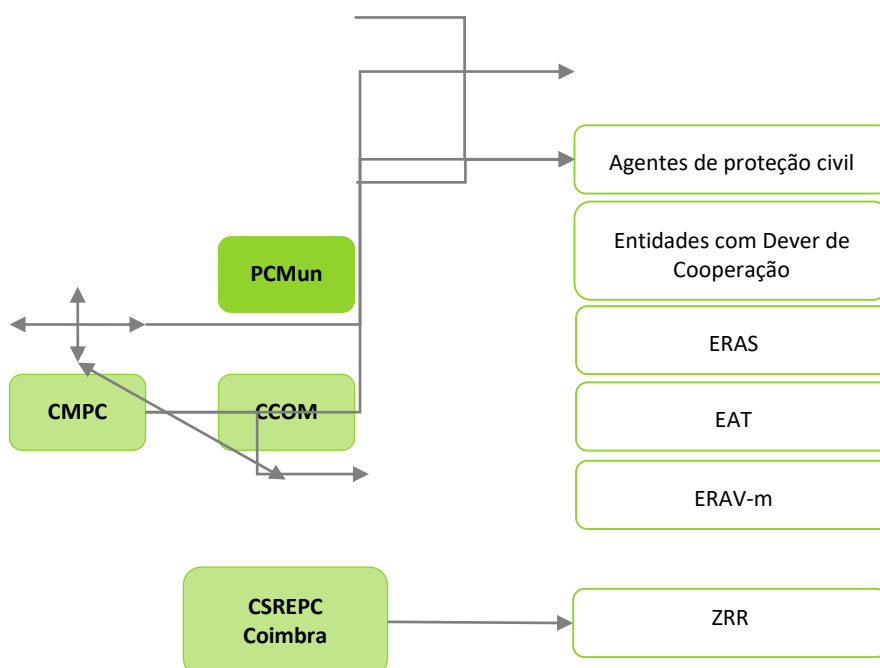 Agentes de proteção civil
Entidades com Dever de
Cooperação
PCMun
ERAS
CMPC
CCOM
EAT
ERAV-m
CSREPC
Coimbra
ZRR